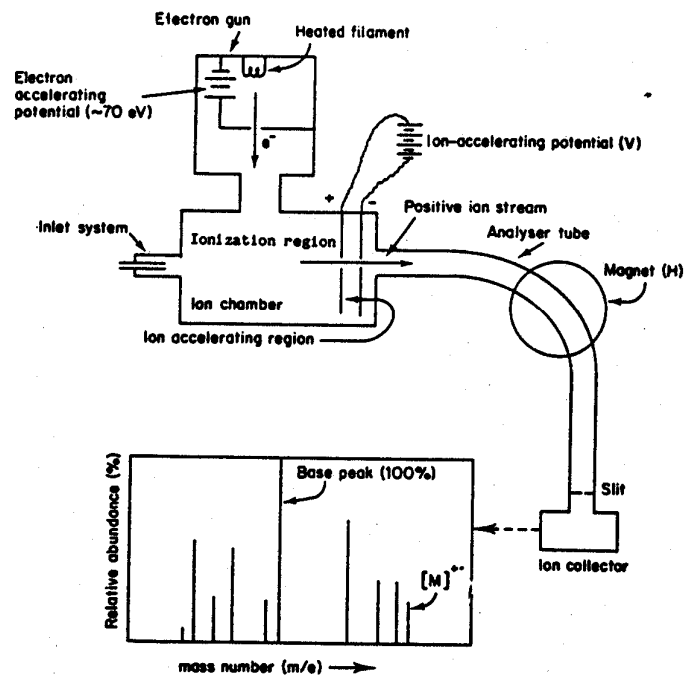 Electron gun
Heated filament
Electron
accelerating
potential (~70 eV)
e⁻
Ion-accelerating potential (V)
+
-
Positive ion stream
Inlet system
Analyser tube
Ionization region
Magnet (H)
Ion chamber
Ion accelerating region
Relative abundance (%)
Base peak (100%)
Slit
[M]⁺·
Ion collector
mass number (m/e)